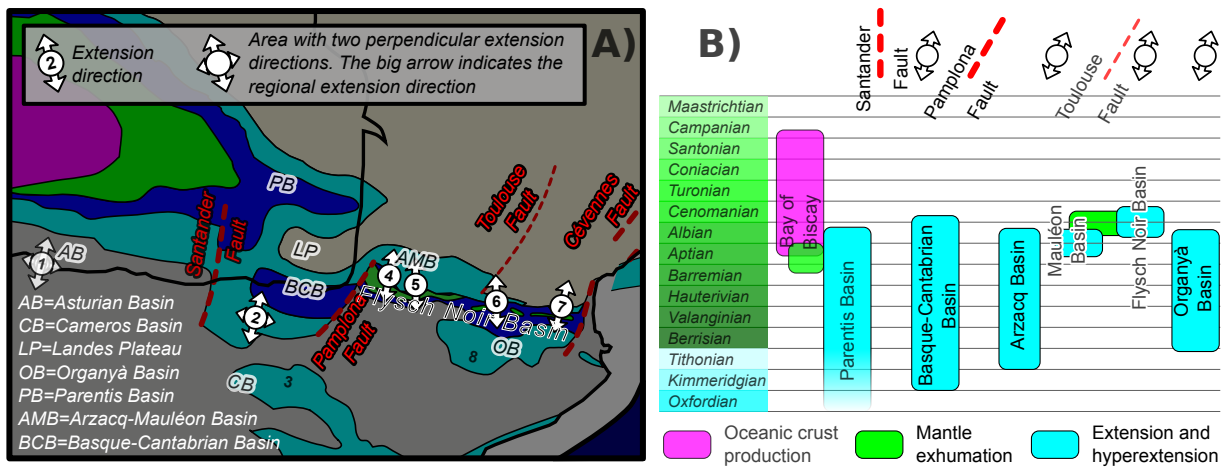 A)
2
Extension
direction
Area with two perpendicular extension
directions. The big arrow indicates the
regional extension direction
PB
Santander
Fault
Toulouse
Fault
Cévennes
Fault
LP
1
AB
AMB
4
5
BCB
6
7
2
Flysch Noir Basin
Pamplona
Fault
8
OB
CB
3
AB=Asturian Basin
CB=Cameros Basin
LP=Landes Plateau
OB=Organyà Basin
PB=Parentis Basin
AMB=Arzacq-Mauléon Basin
BCB=Basque-Cantabrian Basin
B)
Santander
Fault
Pamplona
Fault
Toulouse
Fault
Maastrichtian
Campanian
Santonian
Coniacian
Turonian
Cenomanian
Albian
Aptian
Barremian
Hauterivian
Valanginian
Berrisian
Tithonian
Kimmeridgian
Oxfordian
Bay of
Biscay
Parentis Basin
Basque-Cantabrian
Basin
Arzacq Basin
Mauléon
Basin
Flysch Noir Basin
Organyà
Basin
Oceanic crust
production
Mantle
exhumation
Extension and
hyperextension